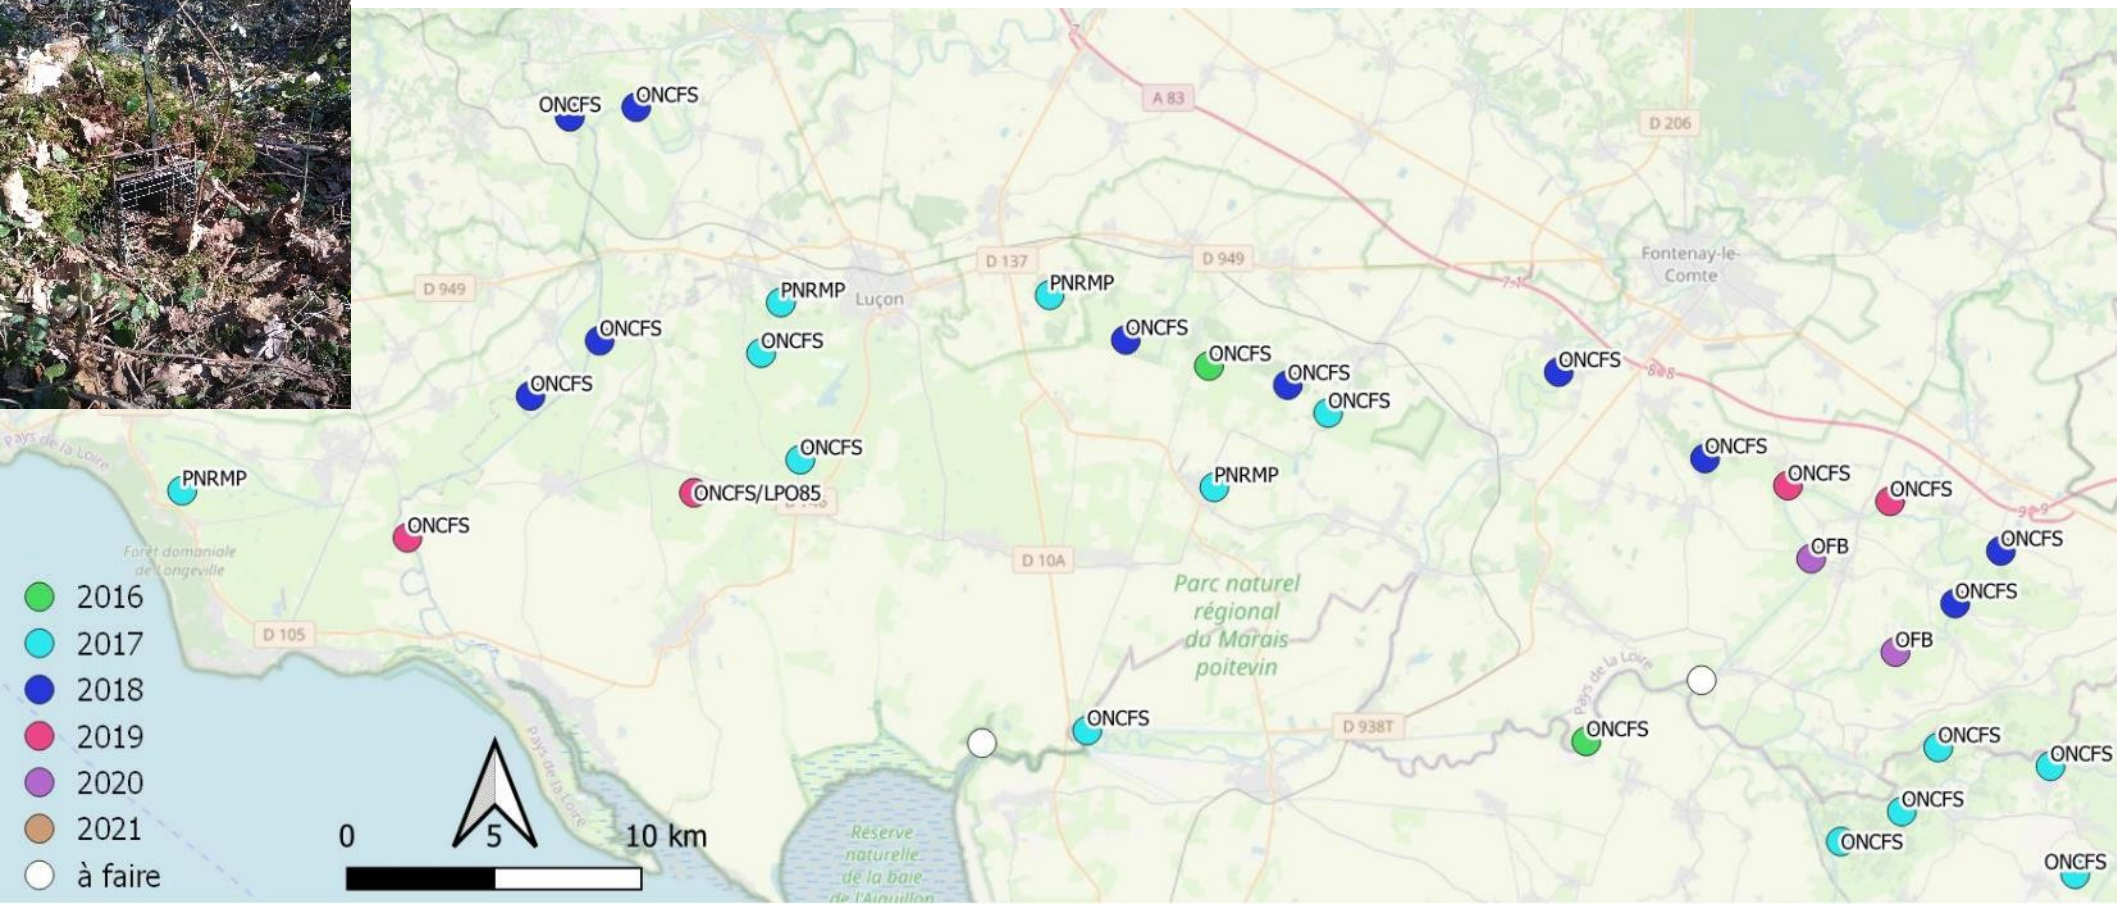 ONCFS
ONCFS
A 83
D 206
Fontenay-le-
Comte
D 949
PNRMP
Luçon
D 137
PNRMP
D 949
ONCFS
ONCFS
ONCFS
ONCFS
ONCFS
ONCFS
ONCFS
ONCFS
ONCFS
Pays de la Loire
PNRMP
ONCFS
ONCFS/LPO85
PNRMP
ONCFS
ONCFS
ONCFS
ONCFS
Forêt domaniale
de Longeville
D 10A
OFB
ONCFS
ONCFS
Parc naturel
régional
du Marais
poitevin
D 105
OFB
Pays de la Loire
Pays de la Loire
ONCFS
D 938T
ONCFS
ONCFS
ONCFS
ONCFS
ONCFS
ONCFS
Réserve
naturelle
de la baie
de l'Aiguillon
2016
2017
2018
2019
2020
2021
à faire
0 5 10 km